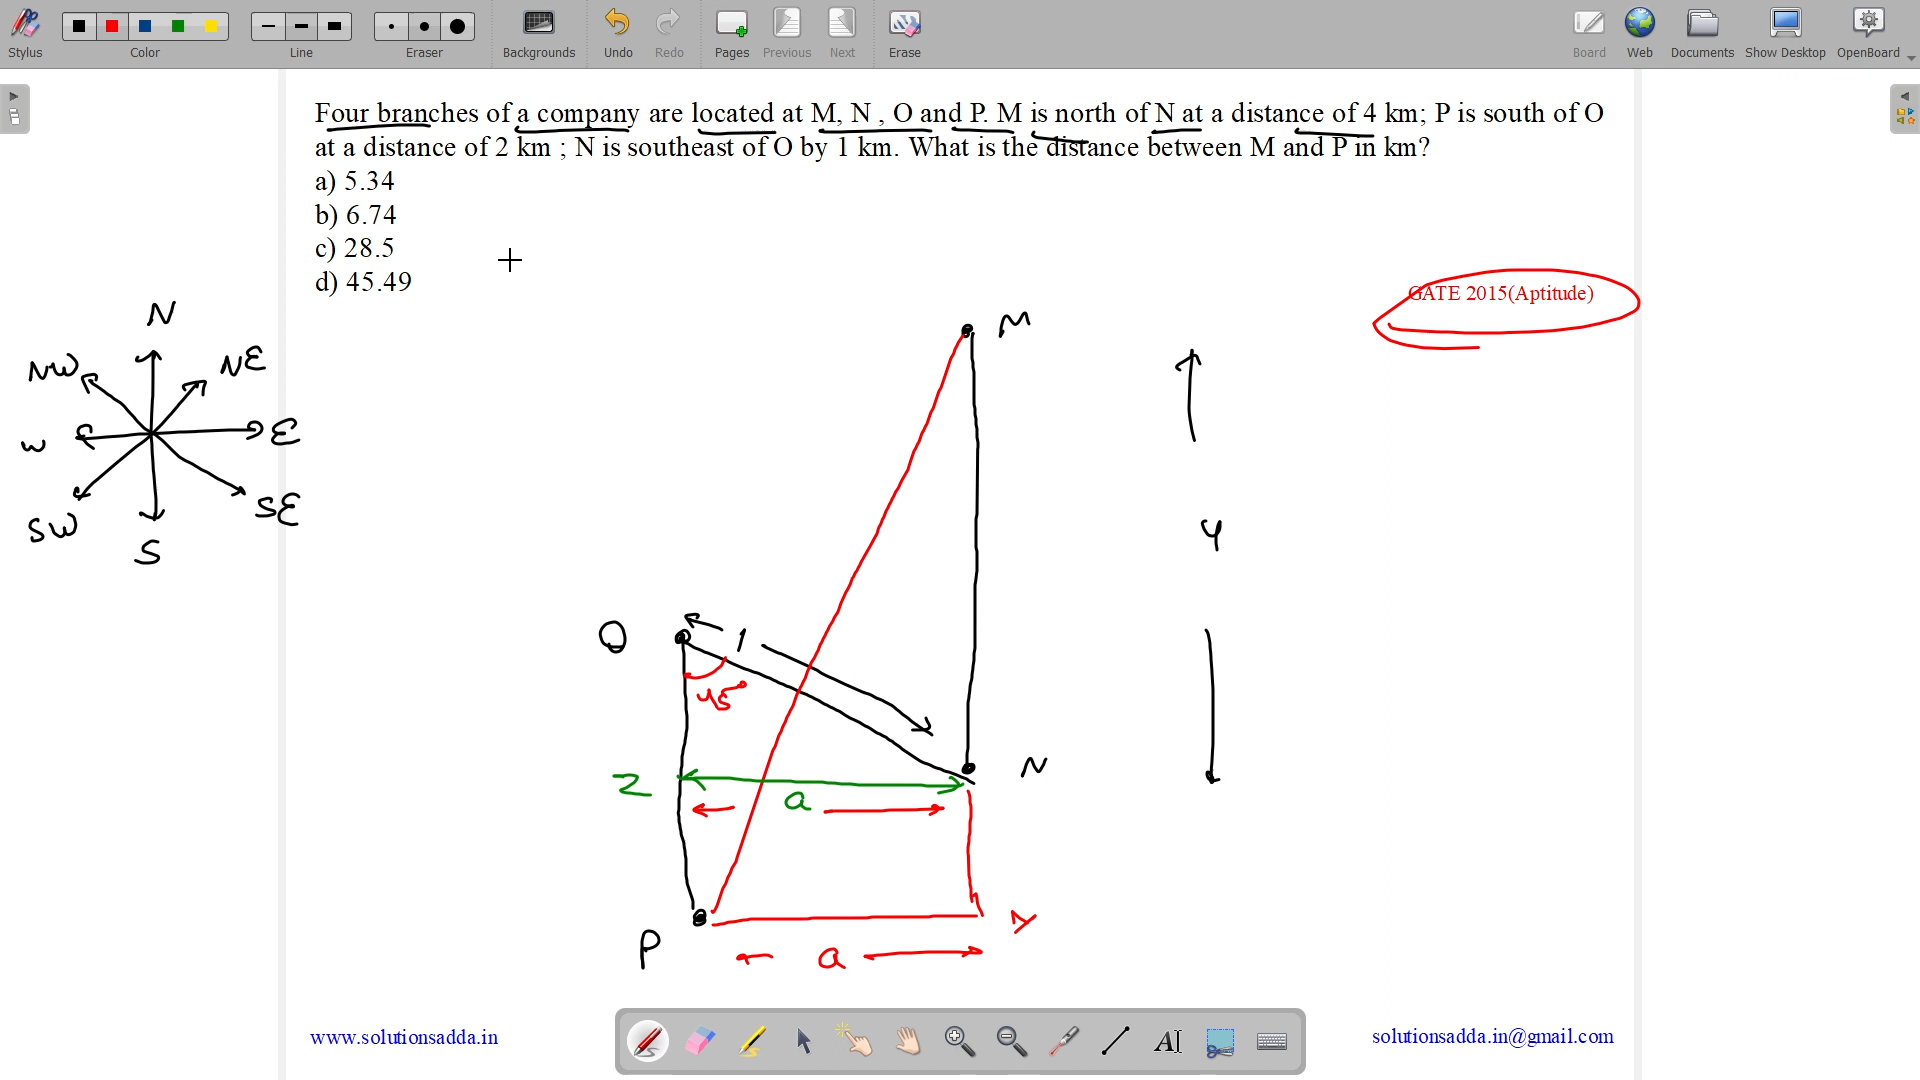 Stylus Color Line Eraser Backgrounds Undo Redo Pages Previous Next Erase Board Web Documents Show Desktop OpenBoard
Four branches of a company are located at M, N , O and P. M is north of N at a distance of 4 km; P is south of O
at a distance of 2 km ; N is southeast of O by 1 km. What is the distance between M and P in km?
a) 5.34
b) 6.74
c) 28.5
d) 45.49
GATE 2015(Aptitude)
N
NW NE
W E
SW SE
S
M
4
O 1
45°
N
2 a
P
a
www.solutionsadda.in
solutionsadda.in@gmail.com